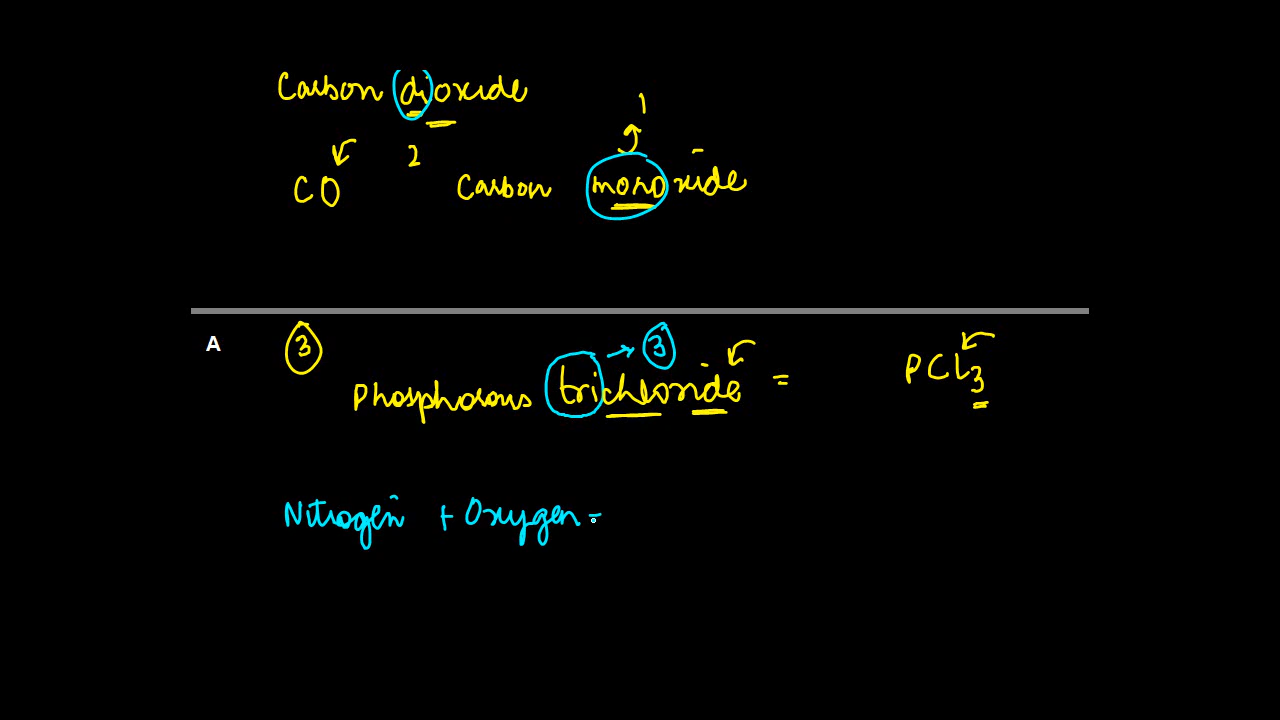 Carbon dioxide
1
CO 2 Carbon monoxide
A 3 3
Phosphorous trichloride = PCl3
Nitrogen + Oxygen =